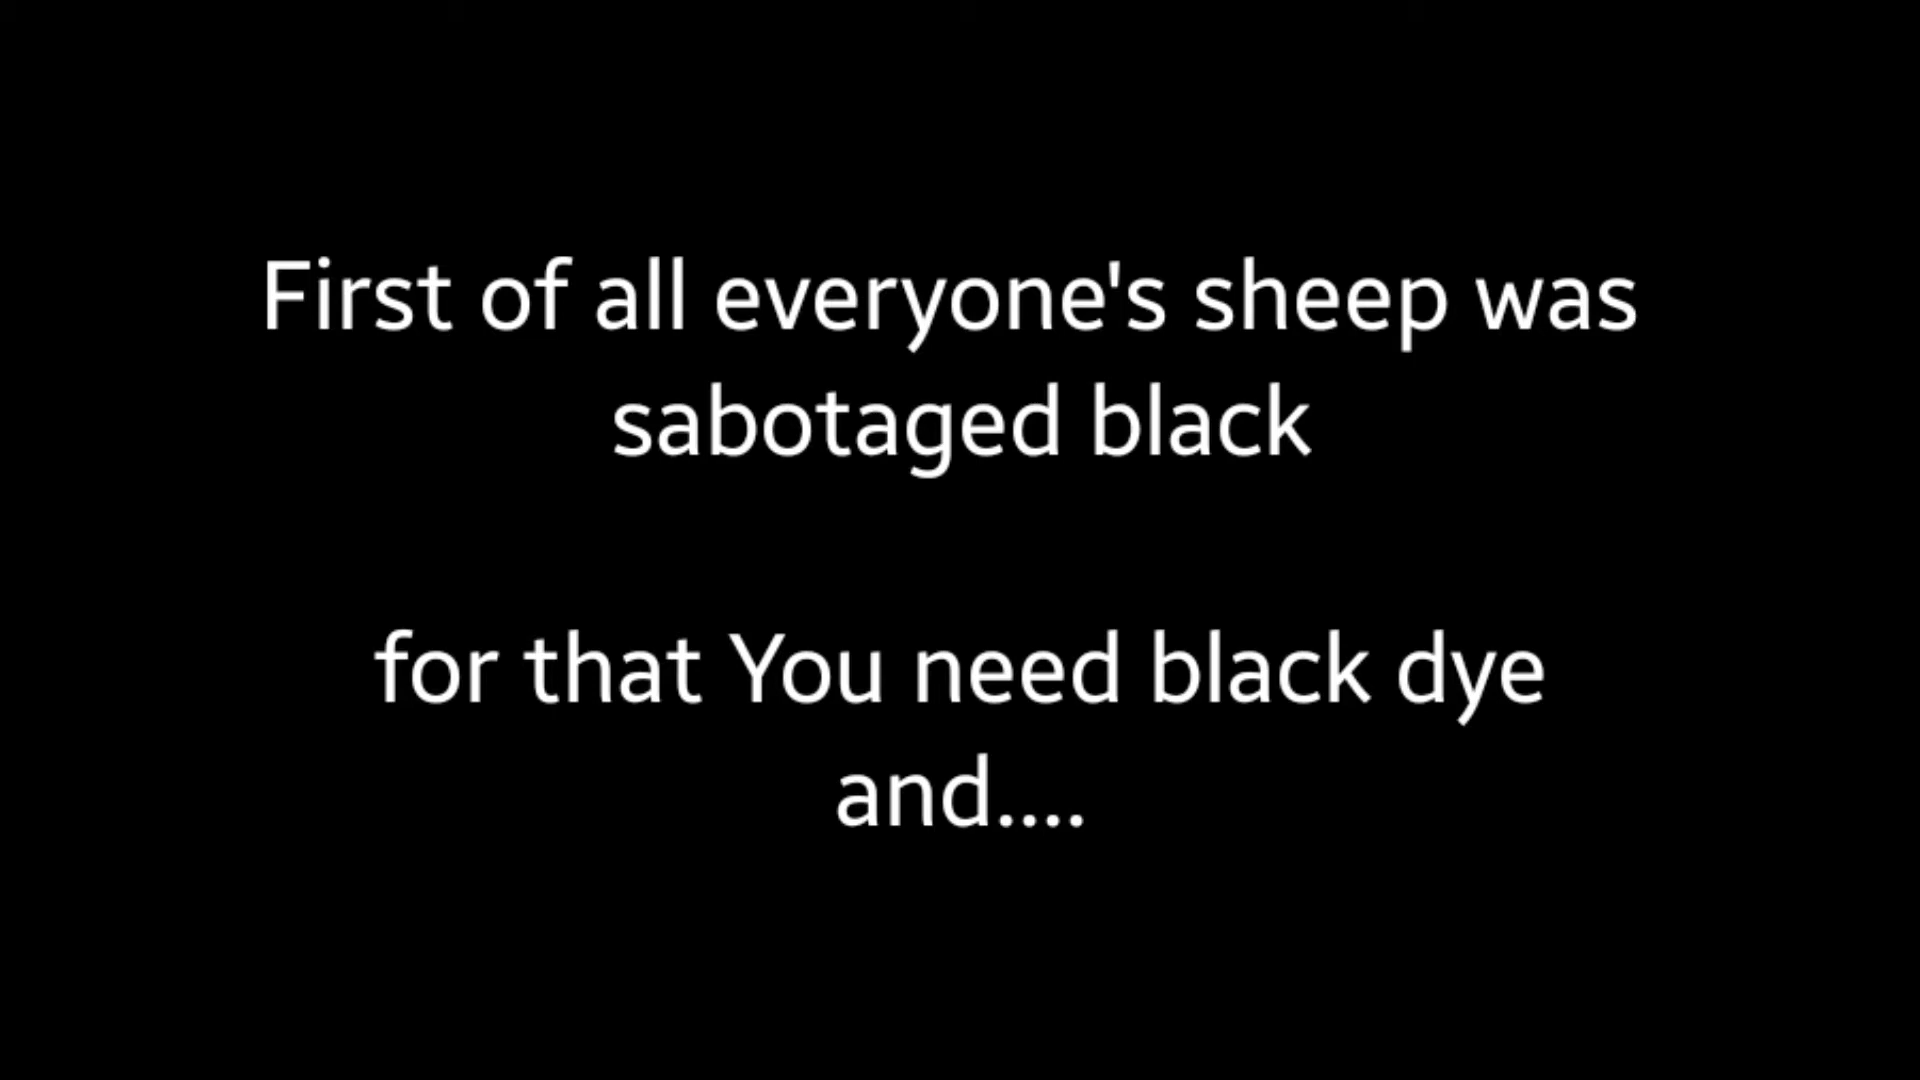 First of all everyone's sheep was
sabotaged black
for that You need black dye
and....